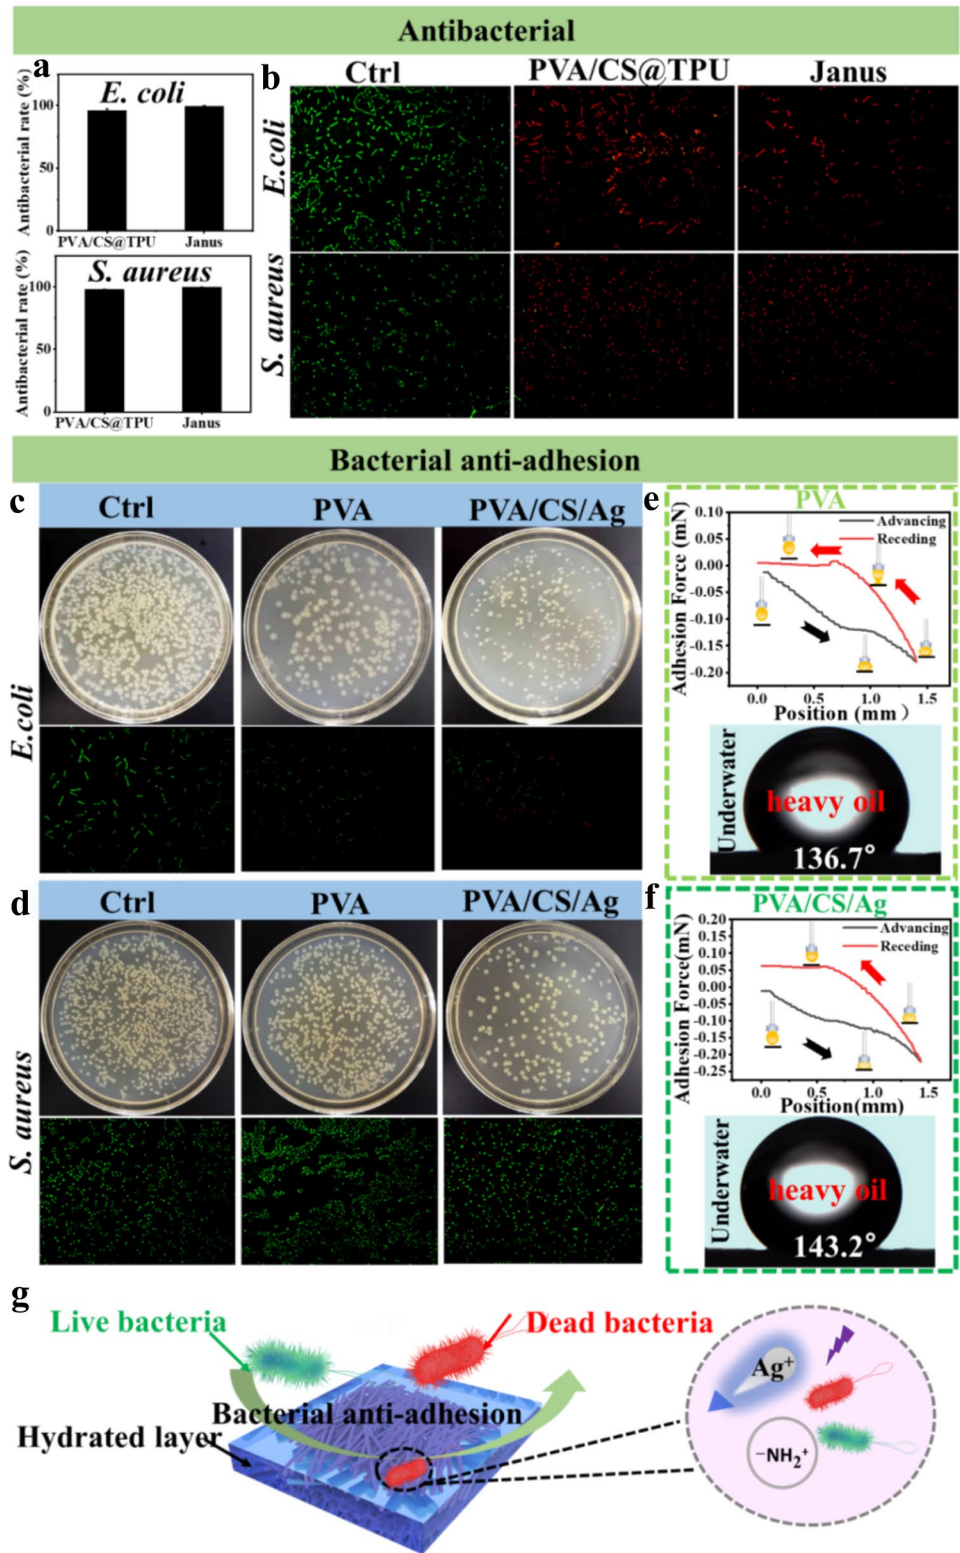 Antibacterial
a
E. coli
Antibacterial rate (%)
100
50
0
PVA/CS@TPU Janus
S. aureus
Antibacterial rate (%)
100
50
0
PVA/CS@TPU Janus
b
Ctrl PVA/CS@TPU Janus
E.coli
S. aureus
Bacterial anti-adhesion
c
Ctrl PVA PVA/CS/Ag
E.coli
d
Ctrl PVA PVA/CS/Ag
S. aureus
e
PVA
Adhesion Force (mN)
0.10
0.05
0.00
-0.05
-0.10
-0.15
-0.20
Advancing
Receding
0.0 0.5 1.0 1.5
Position (mm)
Underwater
heavy oil
136.7°
f
PVA/CS/Ag
Adhesion Force(mN)
0.20
0.15
0.10
0.05
0.00
-0.05
-0.10
-0.15
-0.20
-0.25
Advancing
Receding
0.0 0.5 1.0 1.5
Position(mm)
Underwater
heavy oil
143.2°
g
Live bacteria
Dead bacteria
Bacterial anti-adhesion
Hydrated layer
Ag⁺
−NH₂⁺